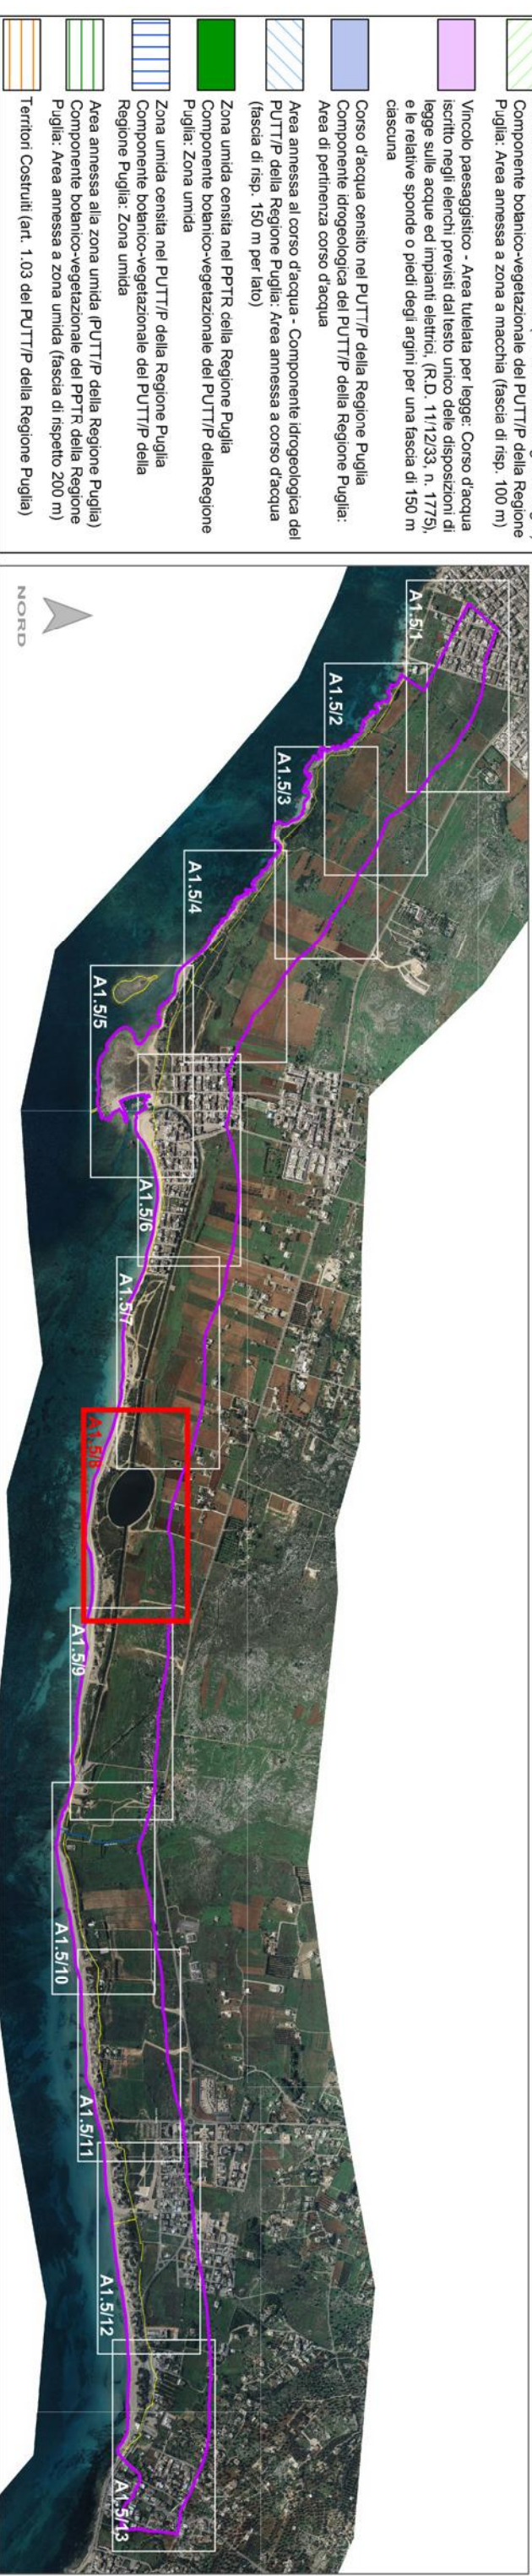 Componente botanico-vegetazionale del PUTT/P della Regione
Puglia: Area annessa a zona a macchia (fascia di risp. 100 m)
Vincolo paesaggistico - Area tutelata per legge: Corso d'acqua
iscritto negli elenchi previsti dal testo unico delle disposizioni di
legge sulle acque ed impianti elettrici, (R.D. 11/12/33, n. 1775),
e le relative sponde o piedi degli argini per una fascia di 150 m
ciascuna
Corso d'acqua censito nel PUTT/P della Regione Puglia
Componente idrogeologica del PUTT/P della Regione Puglia:
Area di pertinenza corso d'acqua
Area annessa al corso d'acqua - Componente idrogeologica del
PUTT/P della Regione Puglia: Area annessa a corso d'acqua
(fascia di risp. 150 m per lato)
Zona umida censita nel PPTR della Regione Puglia
Componente botanico-vegetazionale del PUTT/P dellaRegione
Puglia: Zona umida
Zona umida censita nel PUTT/P della Regione Puglia
Componente botanico-vegetazionale del PUTT/P della
Regione Puglia: Zona umida
Area annessa alla zona umida (PUTT/P della Regione Puglia)
Componente botanico-vegetazionale del PPTR della Regione
Puglia: Area annessa a zona umida (fascia di rispetto 200 m)
Territori Costruiti (art. 1.03 del PUTT/P della Regione Puglia)
NORD
A1.5/1
A1.5/2
A1.5/3
A1.5/4
A1.5/5
A1.5/6
A1.5/7
A1.5/8
A1.5/9
A1.5/10
A1.5/11
A1.5/12
A1.5/13